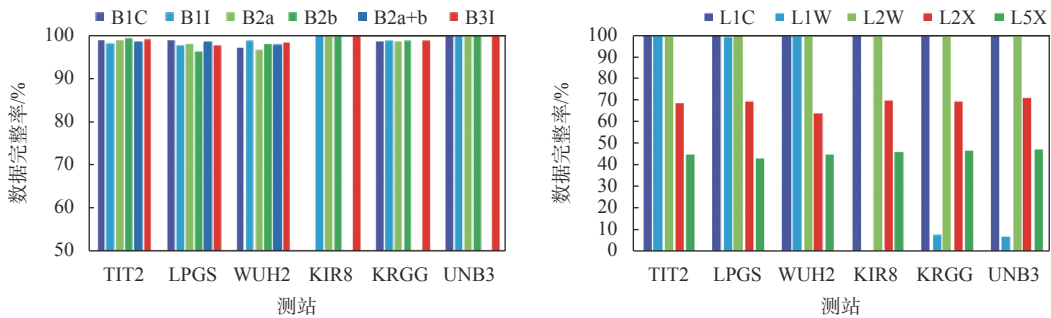 B1C B1I B2a B2b B2a+b B3I
数据完整率/%
100
90
80
70
60
50
TIT2 LPGS WUH2 KIR8 KRGG UNB3
测站
L1C L1W L2W L2X L5X
数据完整率/%
100
90
80
70
60
50
40
30
20
10
0
TIT2 LPGS WUH2 KIR8 KRGG UNB3
测站